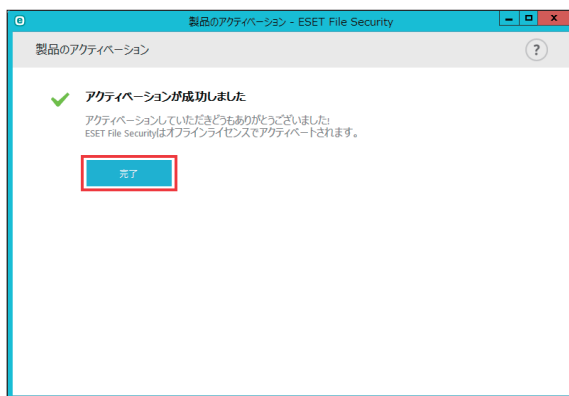 製品のアクティベーション - ESET File Security
製品のアクティベーション
?
アクティベーションが成功しました
アクティベーションしていただきどうもありがとうございました!
ESET File Securityはオフラインライセンスでアクティベートされます。
完了